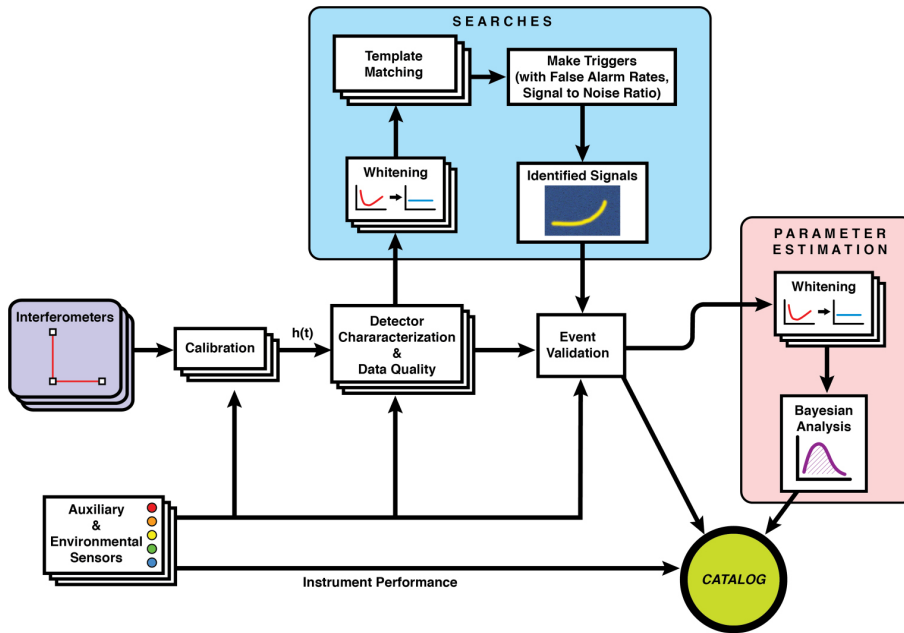 SEARCHES
Template
Matching
Make Triggers
(with False Alarm Rates,
Signal to Noise Ratio)
Whitening
Identified Signals
PARAMETER
ESTIMATION
Whitening
Interferometers
Calibration
h(t)
Detector
Chararacterization
&
Data Quality
Event
Validation
Bayesian
Analysis
Auxiliary
&
Environmental
Sensors
Instrument Performance
CATALOG